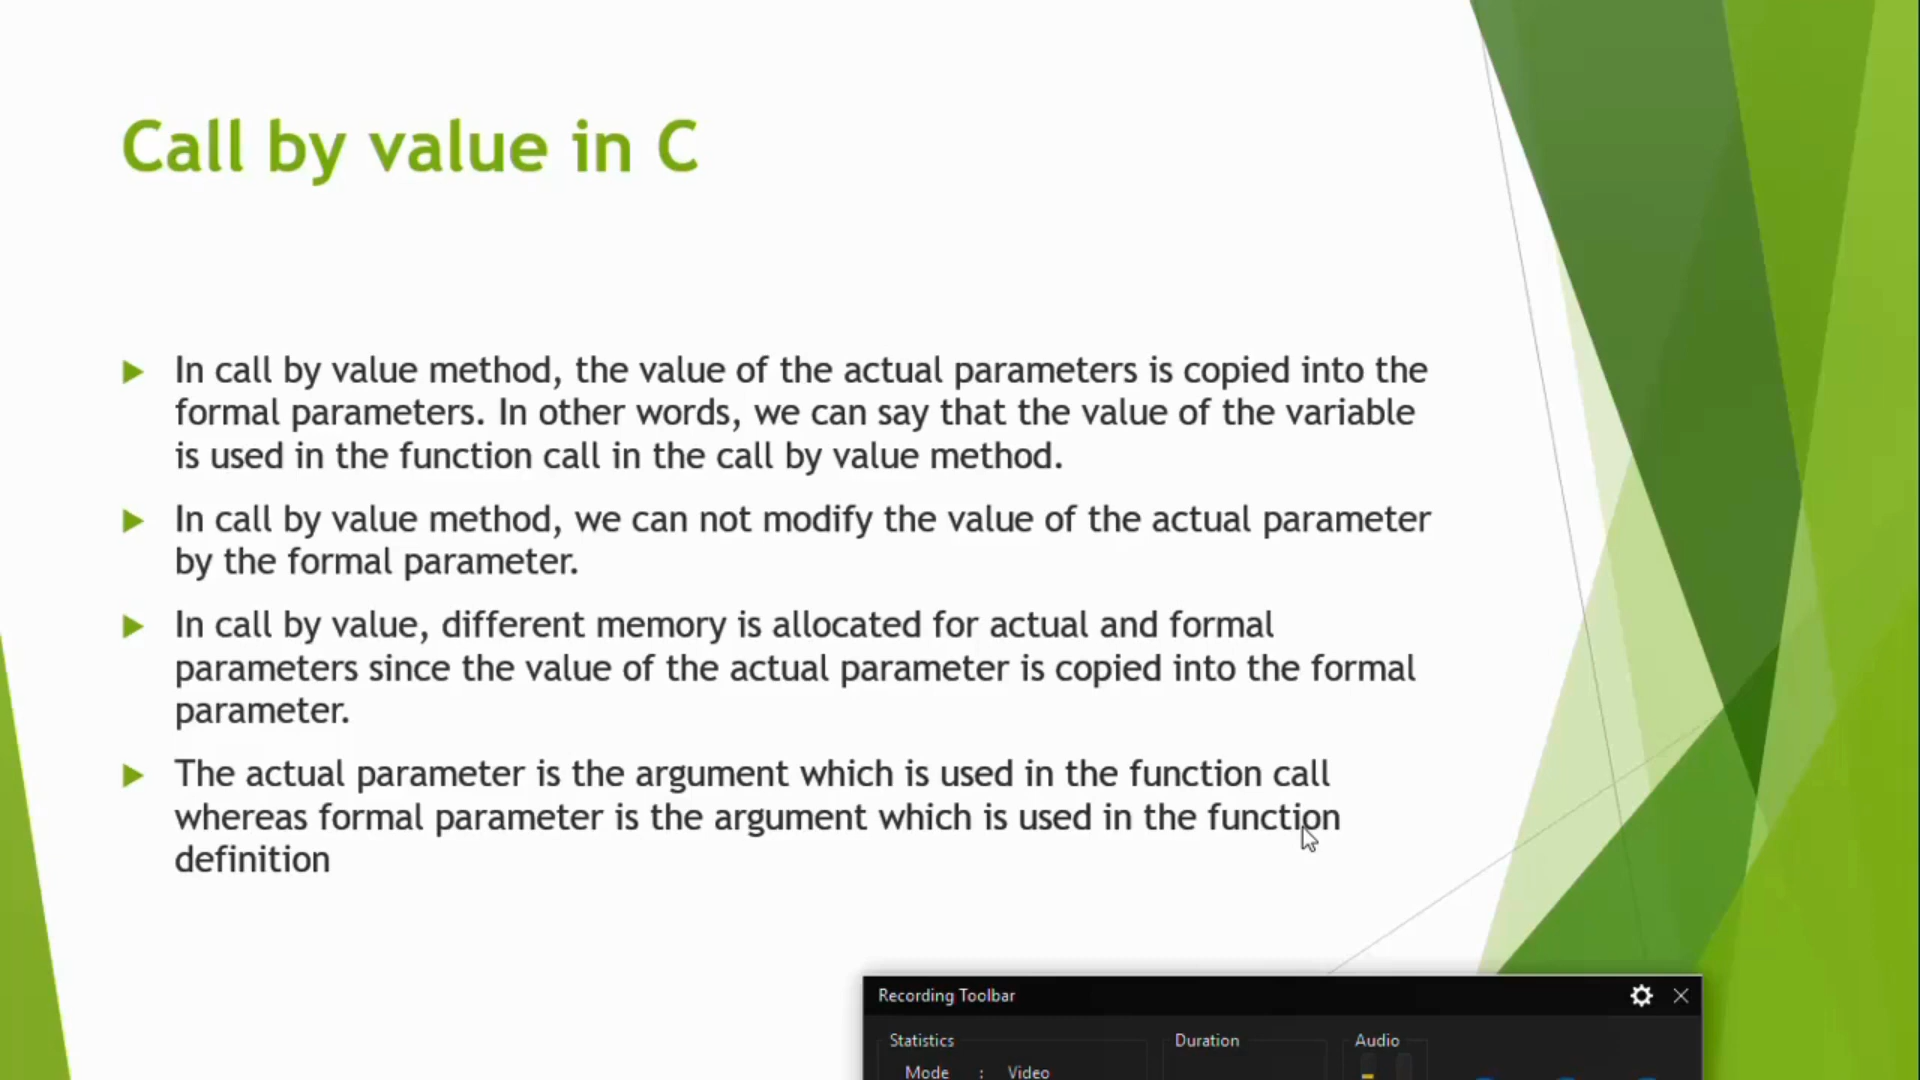 Call by value in C
In call by value method, the value of the actual parameters is copied into the
formal parameters. In other words, we can say that the value of the variable
is used in the function call in the call by value method.
In call by value method, we can not modify the value of the actual parameter
by the formal parameter.
In call by value, different memory is allocated for actual and formal
parameters since the value of the actual parameter is copied into the formal
parameter.
The actual parameter is the argument which is used in the function call
whereas formal parameter is the argument which is used in the function
definition
Recording Toolbar
Statistics Duration Audio
Mode : Video